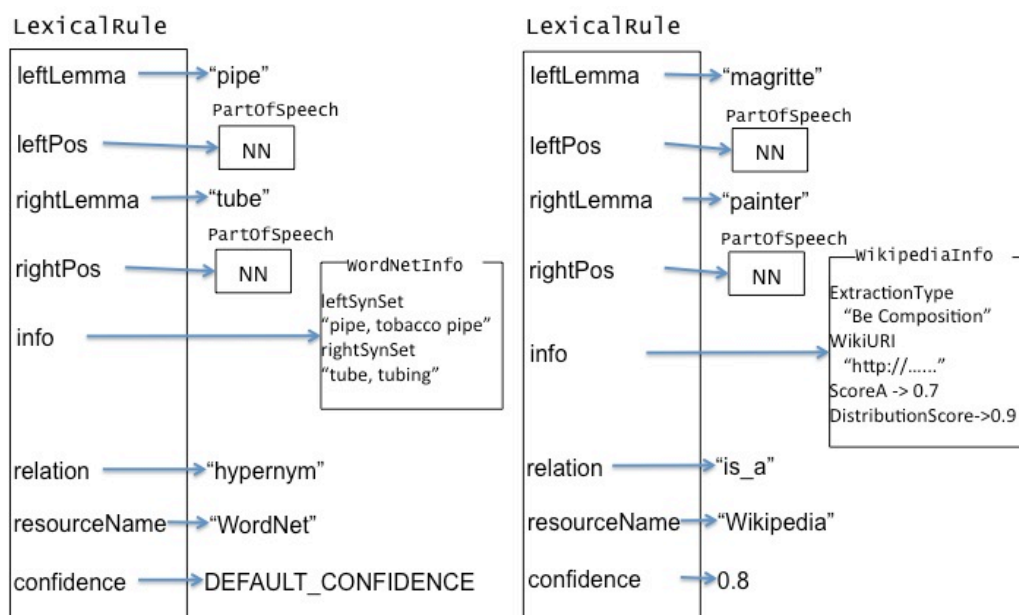 LexicalRule
leftLemma “pipe”
PartOfSpeech
leftPos NN
rightLemma “tube”
PartOfSpeech
rightPos NN
WordNetInfo
leftSynSet
“pipe, tobacco pipe”
info
rightSynSet
“tube, tubing”
relation “hypernym”
resourceName “WordNet”
confidence DEFAULT_CONFIDENCE
LexicalRule
leftLemma “magritte”
PartOfSpeech
leftPos NN
rightLemma “painter”
PartOfSpeech
rightPos NN
WikipediaInfo
ExtractionType
“Be Composition”
WikiURI
info
“http://......”
ScoreA -> 0.7
DistributionScore->0.9
relation “is_a”
resourceName “Wikipedia”
confidence 0.8